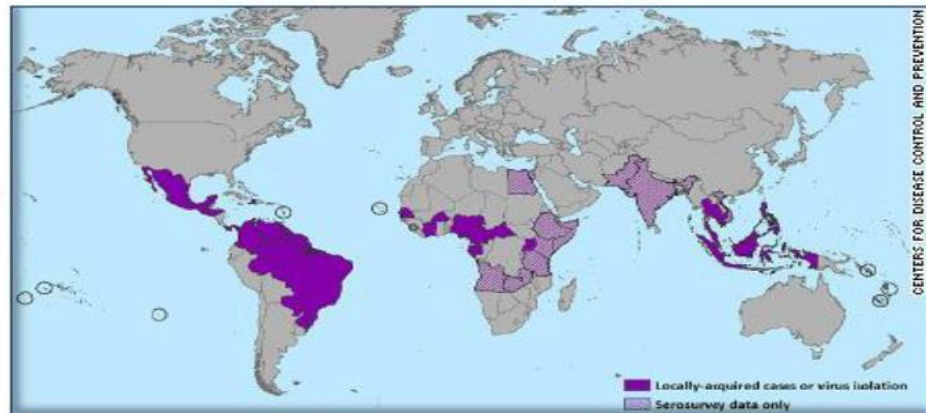 CENTERS FOR DISEASE CONTROL AND PREVENTION
Locally-acquired cases or virus isolation
Serosurvey data only